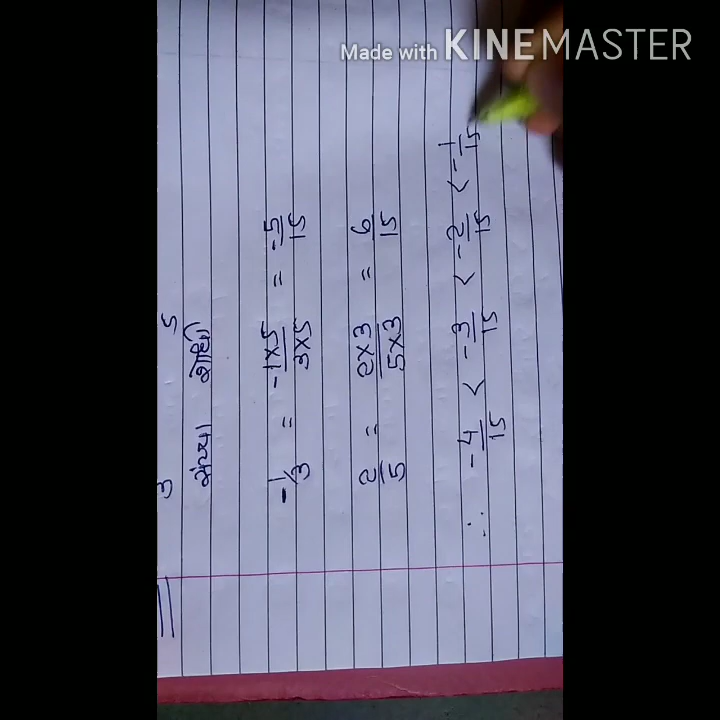 Made with KINEMASTER
3 5
संख्या शोधा
-1/3 = -1×5/3×5 = -5/15
2/5 = 2×3/5×3 = 6/15
∴ -4/15 < -3/15 < -2/15 < -1/15